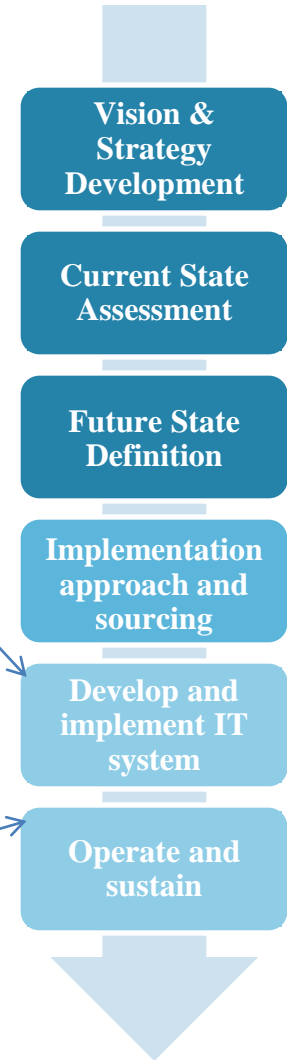 Vision &
Strategy
Development
Current State
Assessment
Future State
Definition
Implementation
approach and
sourcing
Develop and
implement IT
system
Operate and
sustain